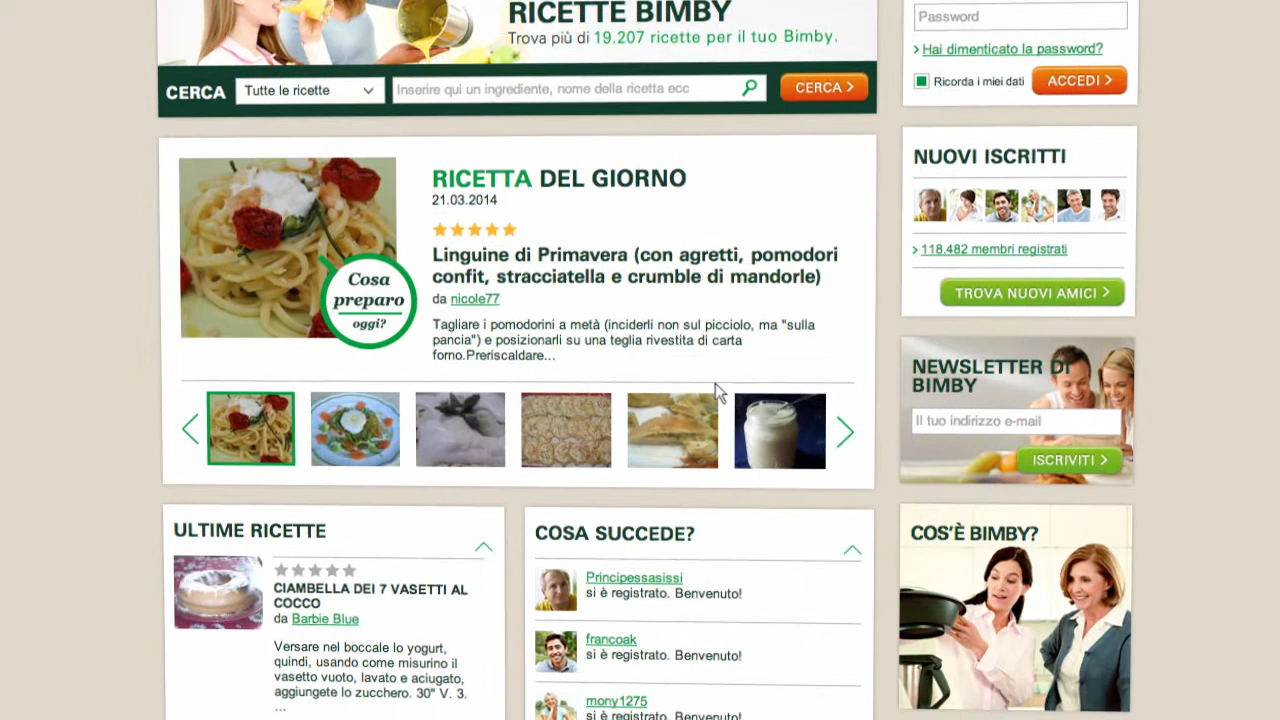 RICETTE BIMBY
Trova più di 19.207 ricette per il tuo Bimby.
CERCA
Tutte le ricette
Inserire qui un ingrediente, nome della ricetta ecc
CERCA
Password
Hai dimenticato la password?
Ricorda i miei dati
ACCEDI
RICETTA DEL GIORNO
21.03.2014
Linguine di Primavera (con agretti, pomodori
confit, stracciatella e crumble di mandorle)
da nicole77
Tagliare i pomodorini a metà (inciderli non sul picciolo, ma "sulla
pancia") e posizionarli su una teglia rivestita di carta
forno.Preriscaldare...
Cosa
preparo
oggi?
NUOVI ISCRITTI
118.482 membri registrati
TROVA NUOVI AMICI
NEWSLETTER DI
BIMBY
Il tuo indirizzo e-mail
ISCRIVITI
ULTIME RICETTE
CIAMBELLA DEI 7 VASETTI AL
COCCO
da Barbie Blue
Versare nel boccale lo yogurt,
quindi, usando come misurino il
vasetto vuoto, lavato e aciugato,
aggiungete lo zucchero. 30" V. 3.
...
COSA SUCCEDE?
Principessasissi
si è registrato. Benvenuto!
francoak
si è registrato. Benvenuto!
mony1275
si è registrato. Benvenuto!
COS'È BIMBY?